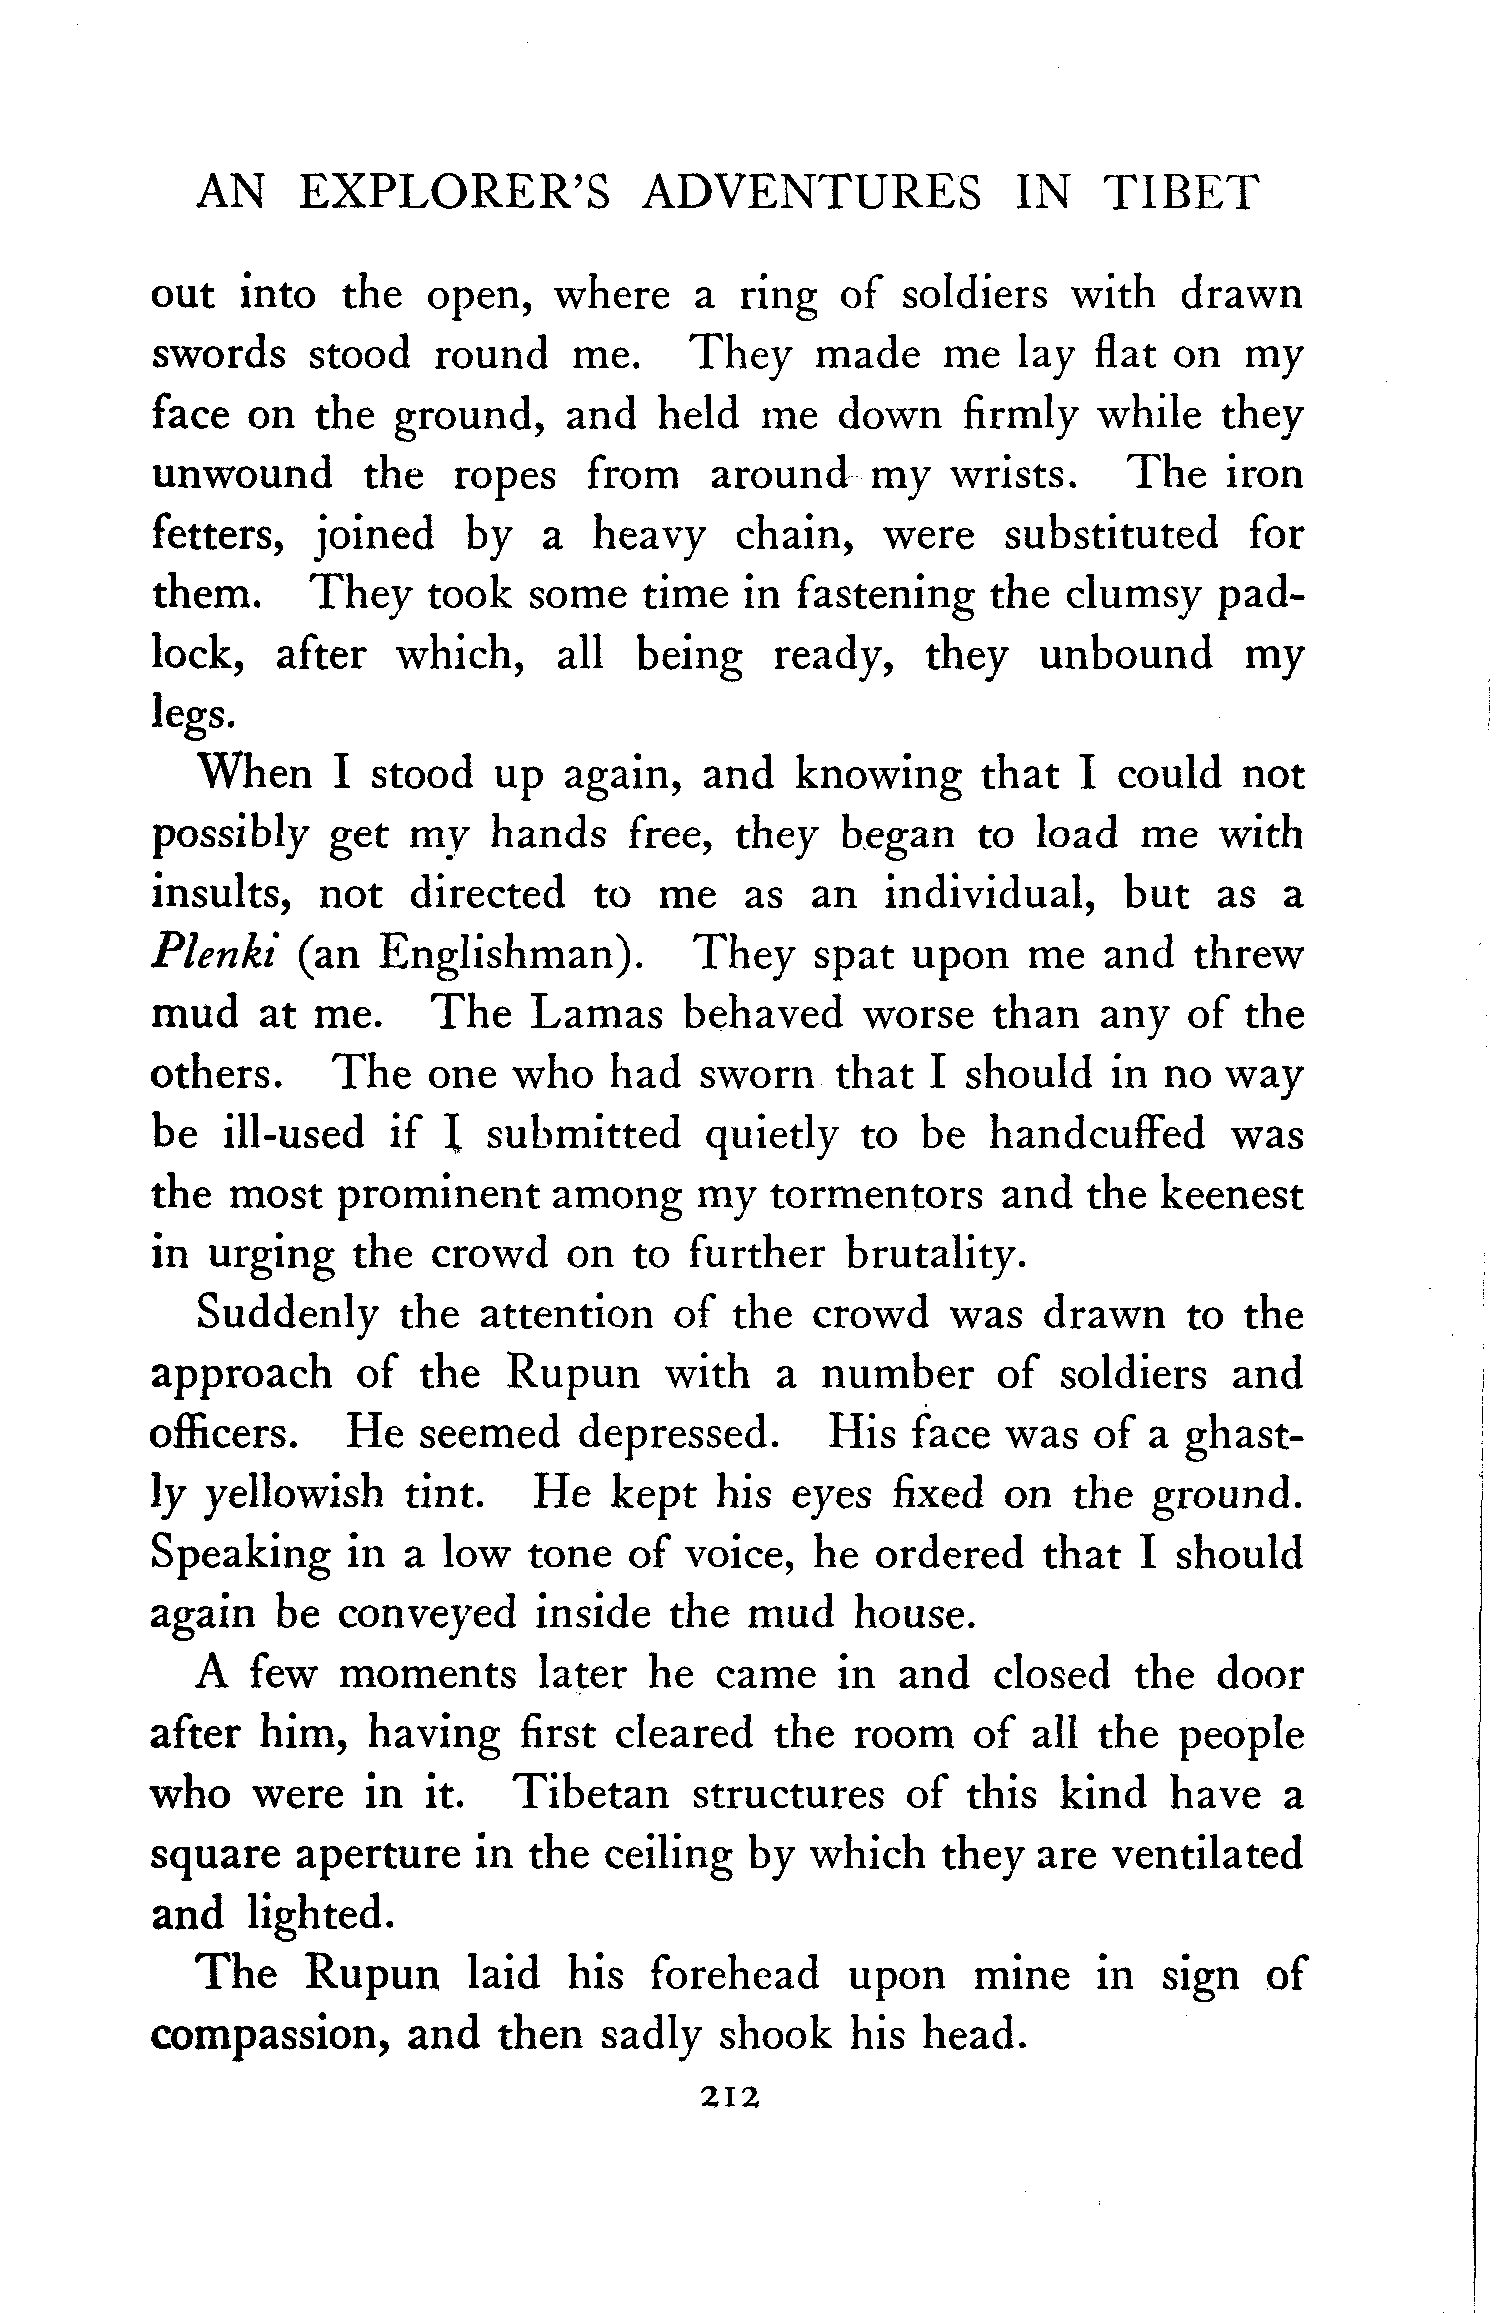 AN EXPLORER'S ADVENTURES IN TIBET
out into the open, where a ring of soldiers with drawn
swords stood round me. They made me lay flat on my
face on the ground, and held me down firmly while they
unwound the ropes from around my wrists. The iron
fetters, joined by a heavy chain, were substituted for
them. They took some time in fastening the clumsy pad-
lock, after which, all being ready, they unbound my
legs.
When I stood up again, and knowing that I could not
possibly get my hands free, they began to load me with
insults, not directed to me as an individual, but as a
Plenki (an Englishman). They spat upon me and threw
mud at me. The Lamas behaved worse than any of the
others. The one who had sworn that I should in no way
be ill-used if I submitted quietly to be handcuffed was
the most prominent among my tormentors and the keenest
in urging the crowd on to further brutality.
Suddenly the attention of the crowd was drawn to the
approach of the Rupun with a number of soldiers and
officers. He seemed depressed. His face was of a ghast-
ly yellowish tint. He kept his eyes fixed on the ground.
Speaking in a low tone of voice, he ordered that I should
again be conveyed inside the mud house.
A few moments later he came in and closed the door
after him, having first cleared the room of all the people
who were in it. Tibetan structures of this kind have a
square aperture in the ceiling by which they are ventilated
and lighted.
The Rupun laid his forehead upon mine in sign of
compassion, and then sadly shook his head.
212